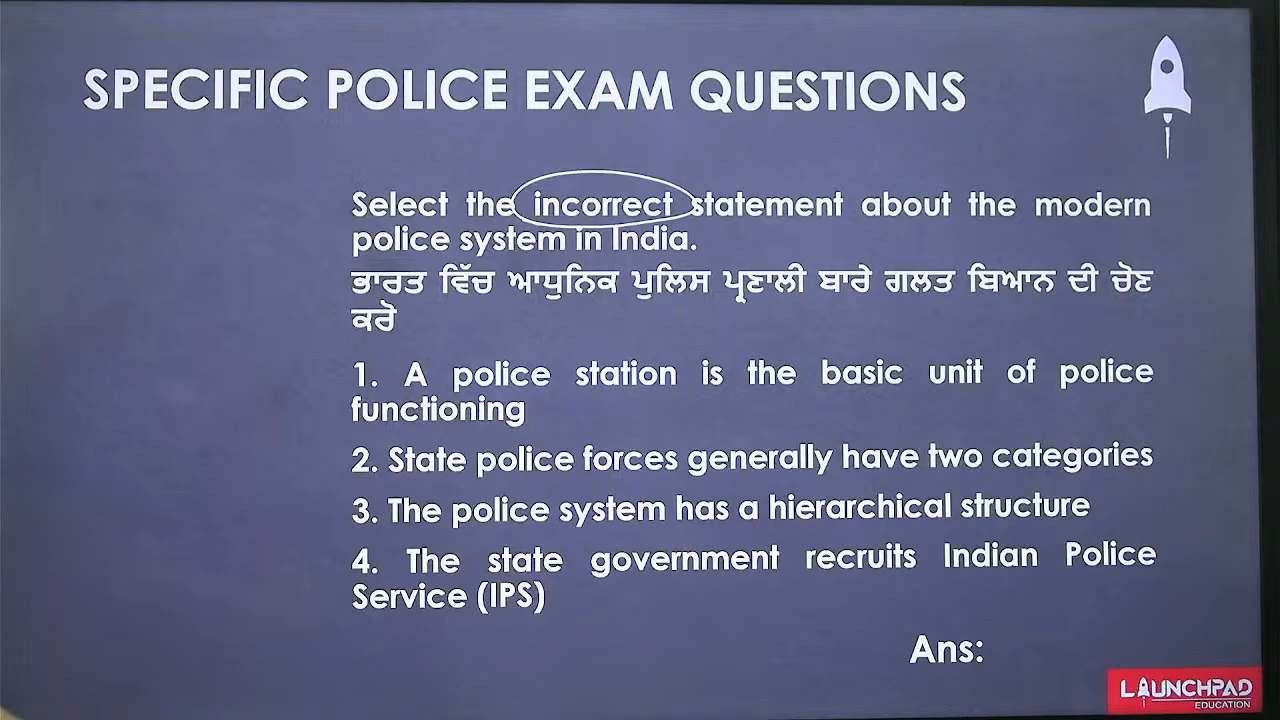 SPECIFIC POLICE EXAM QUESTIONS
Select the incorrect statement about the modern
police system in India.
ਭਾਰਤ ਵਿੱਚ ਆਧੁਨਿਕ ਪੁਲਿਸ ਪ੍ਰਣਾਲੀ ਬਾਰੇ ਗਲਤ ਬਿਆਨ ਦੀ ਚੋਣ
ਕਰੋ
1. A police station is the basic unit of police
functioning
2. State police forces generally have two categories
3. The police system has a hierarchical structure
4. The state government recruits Indian Police
Service (IPS)
Ans:
LAUNCHPAD
EDUCATION